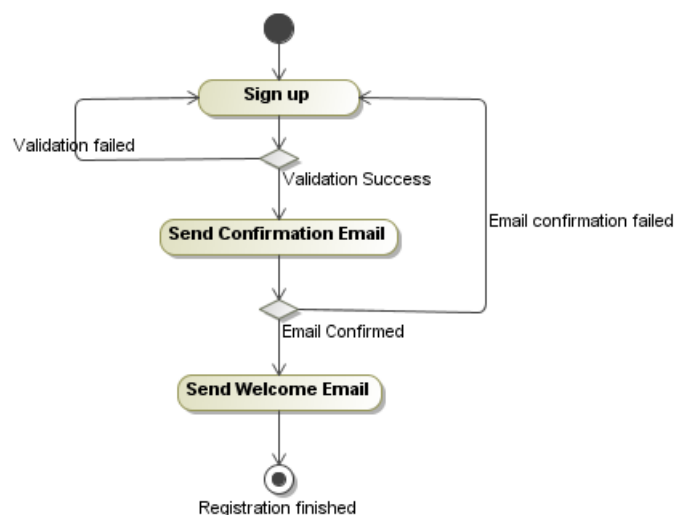 Sign up
Validation failed
Validation Success
Send Confirmation Email
Email confirmation failed
Email Confirmed
Send Welcome Email
Registration finished